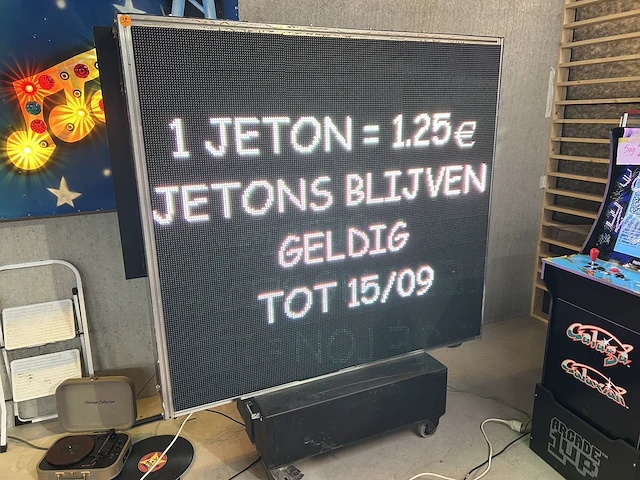 1 JETON = 1.25€
JETONS BLIJVEN
GELDIG
TOT 15/09
Galaga
Galaxian
ARCADE
1UP